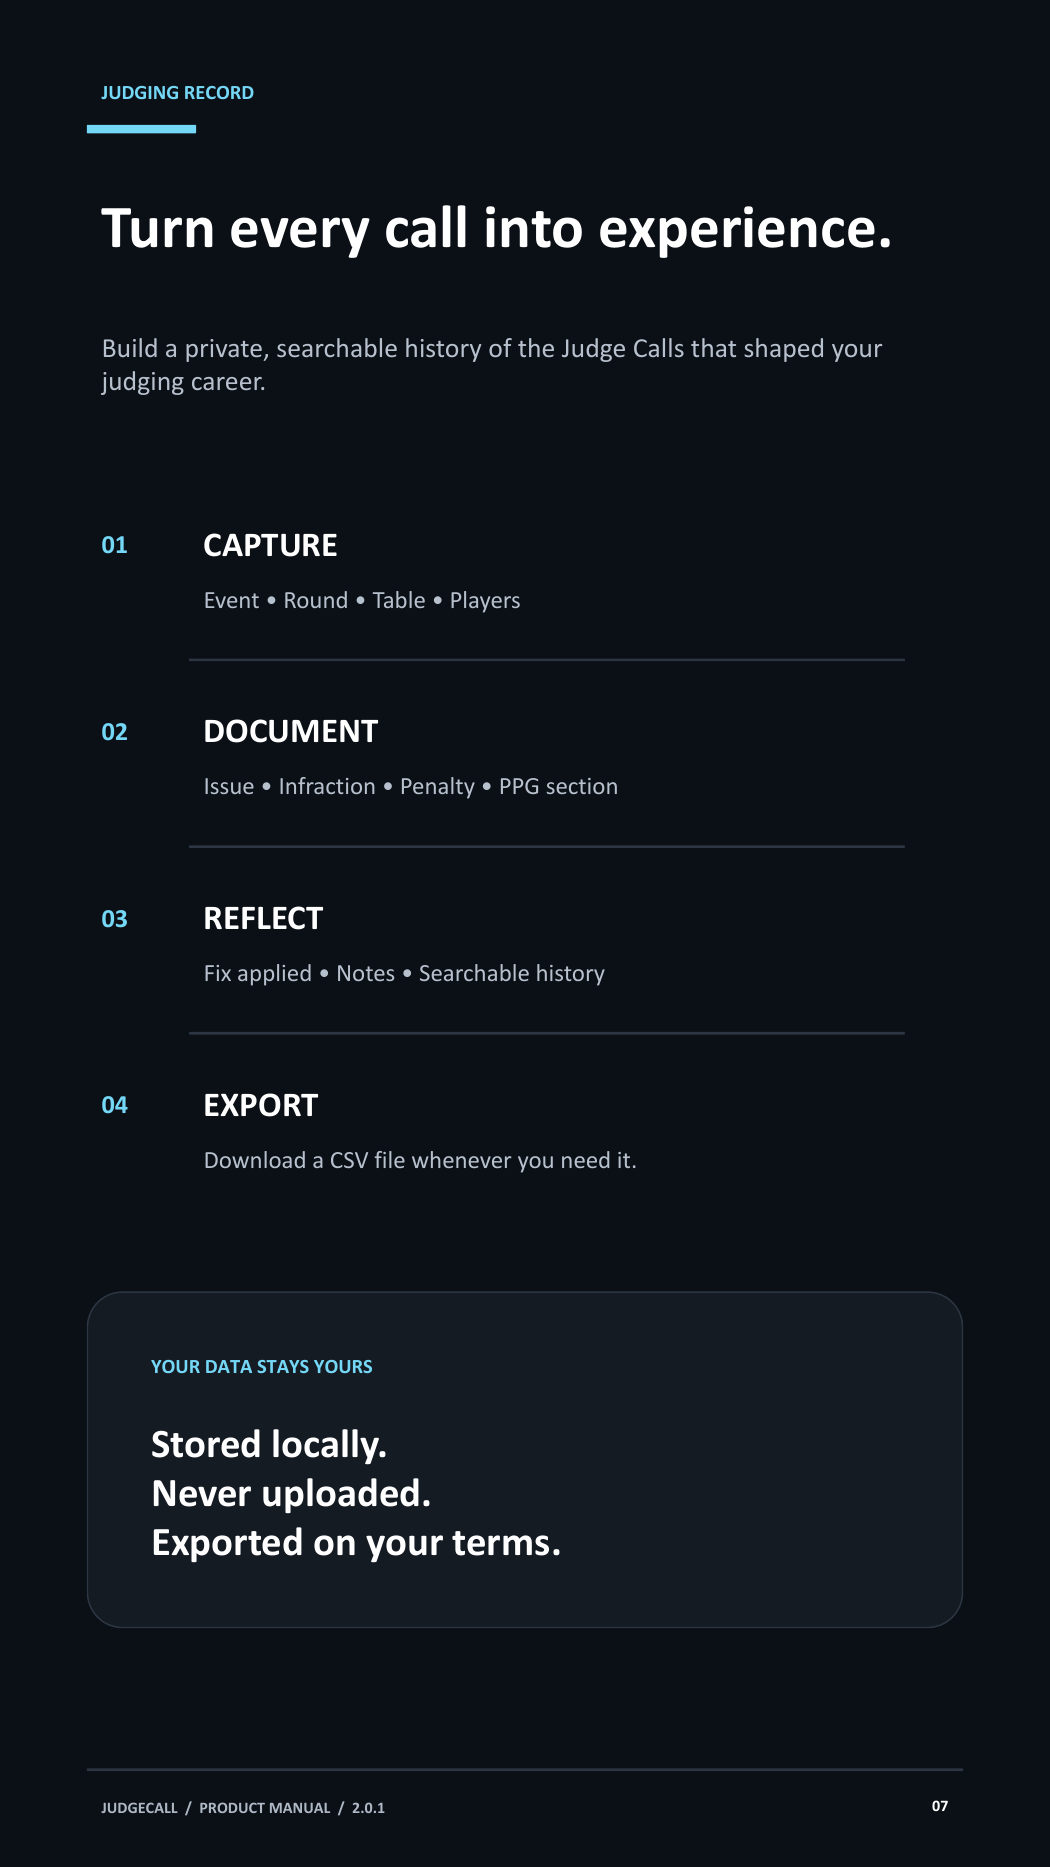 JUDGING RECORD
Turn every call into experience.
Build a private, searchable history of the Judge Calls that shaped your
judging career.
01
CAPTURE
Event • Round • Table • Players
02
DOCUMENT
Issue • Infraction • Penalty • PPG section
03
REFLECT
Fix applied • Notes • Searchable history
04
EXPORT
Download a CSV file whenever you need it.
YOUR DATA STAYS YOURS
Stored locally.
Never uploaded.
Exported on your terms.
JUDGECALL / PRODUCT MANUAL / 2.0.1
07